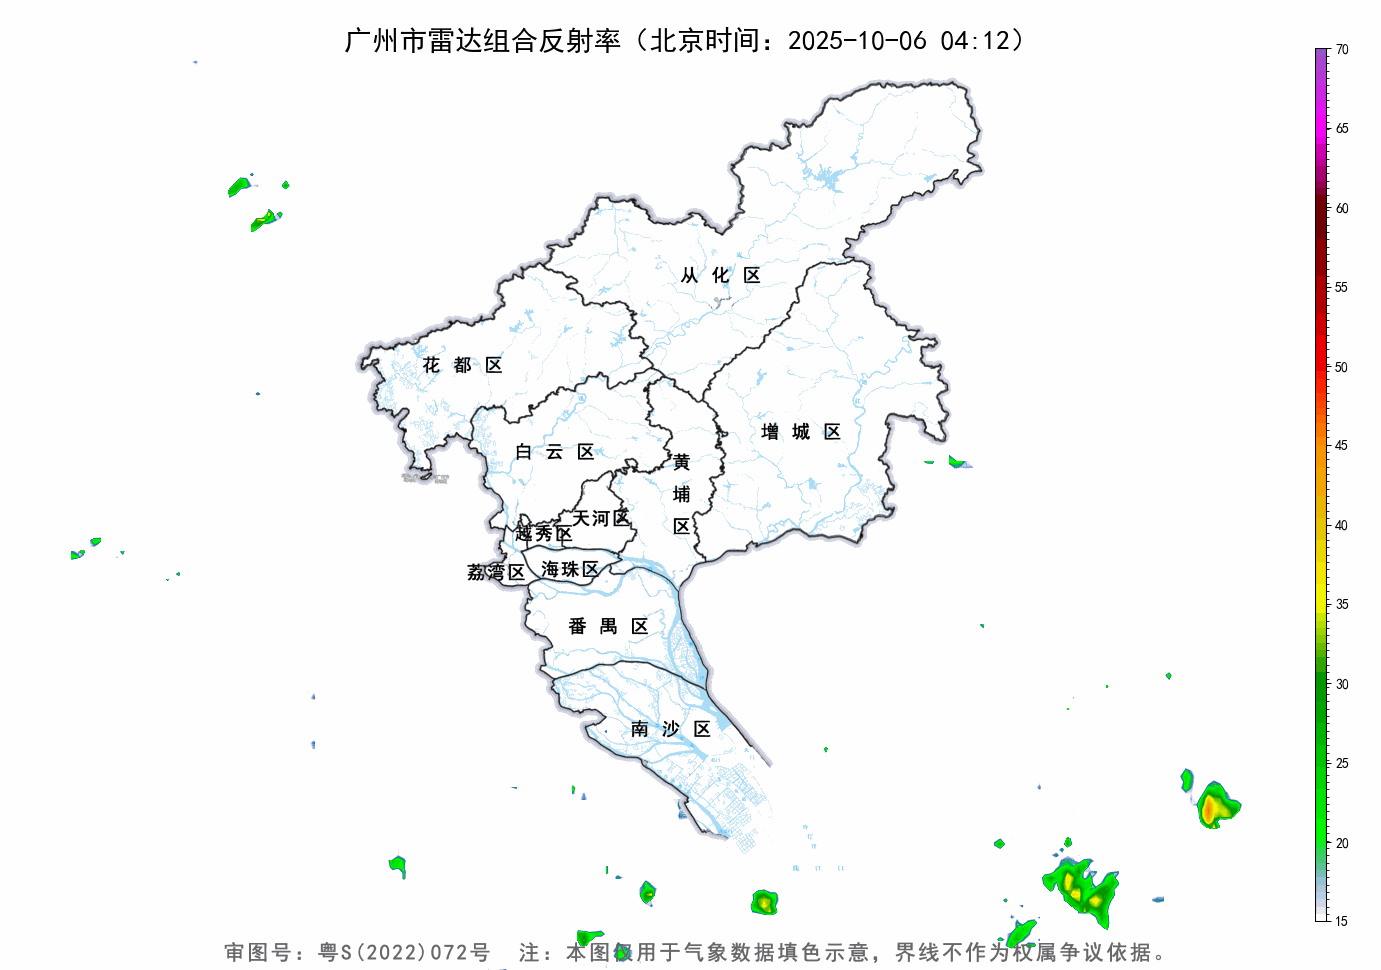 广州市雷达组合反射率（北京时间：2025-10-06 04:12）
70
65
60
55
50
45
40
35
30
25
20
15
从化区
花都区
增城区
白云区
黄埔区
天河区
越秀区
荔湾区
海珠区
番禺区
南沙区
审图号：粤S(2022)072号 注：本图仅用于气象数据填色示意，界线不作为权属争议依据。